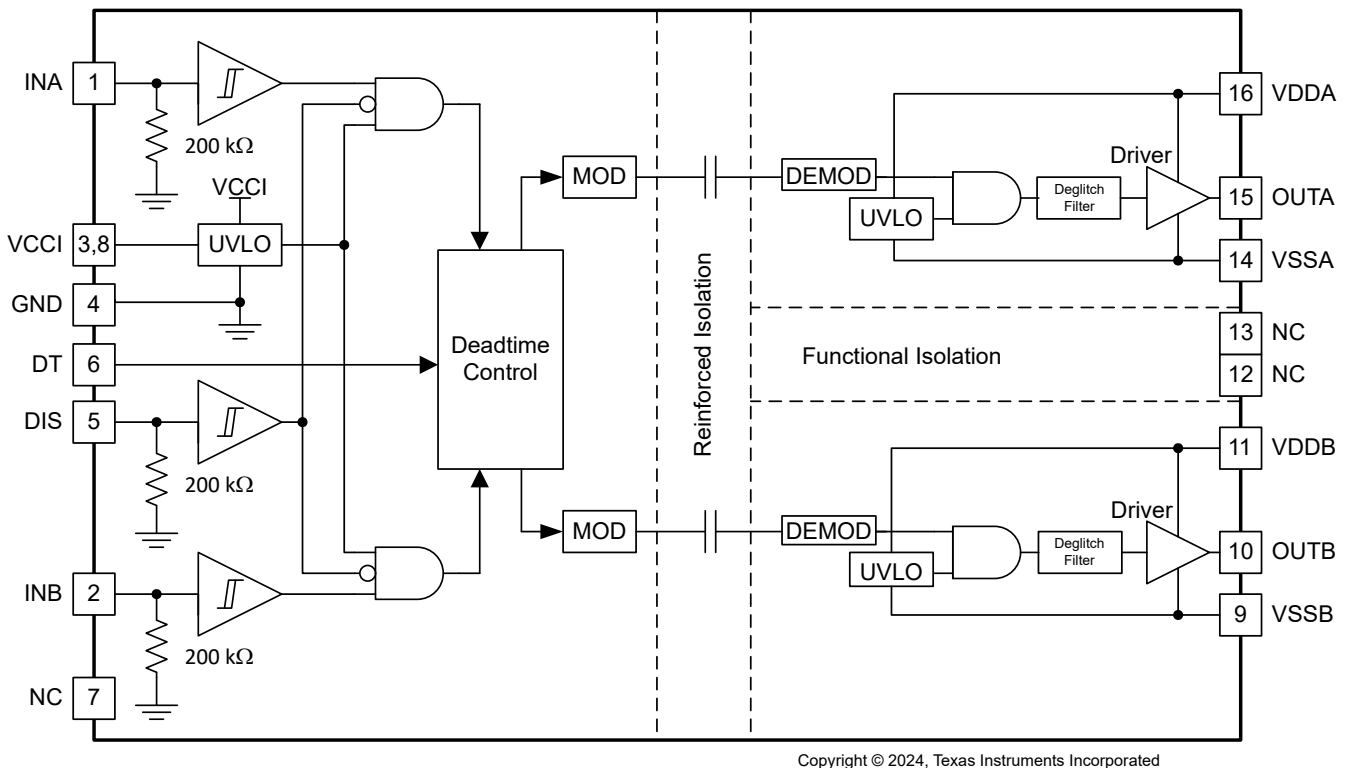 INA
1
200 kΩ
VCCI
VCCI
3,8
UVLO
GND
4
DT
6
DIS
5
200 kΩ
INB
2
200 kΩ
NC
7
Deadtime
Control
MOD
MOD
Reinforced Isolation
DEMOD
UVLO
Deglitch
Filter
Driver
16
VDDA
15
OUTA
14
VSSA
Functional Isolation
13
NC
12
NC
DEMOD
UVLO
Deglitch
Filter
Driver
11
VDDB
10
OUTB
9
VSSB
Copyright © 2024, Texas Instruments Incorporated